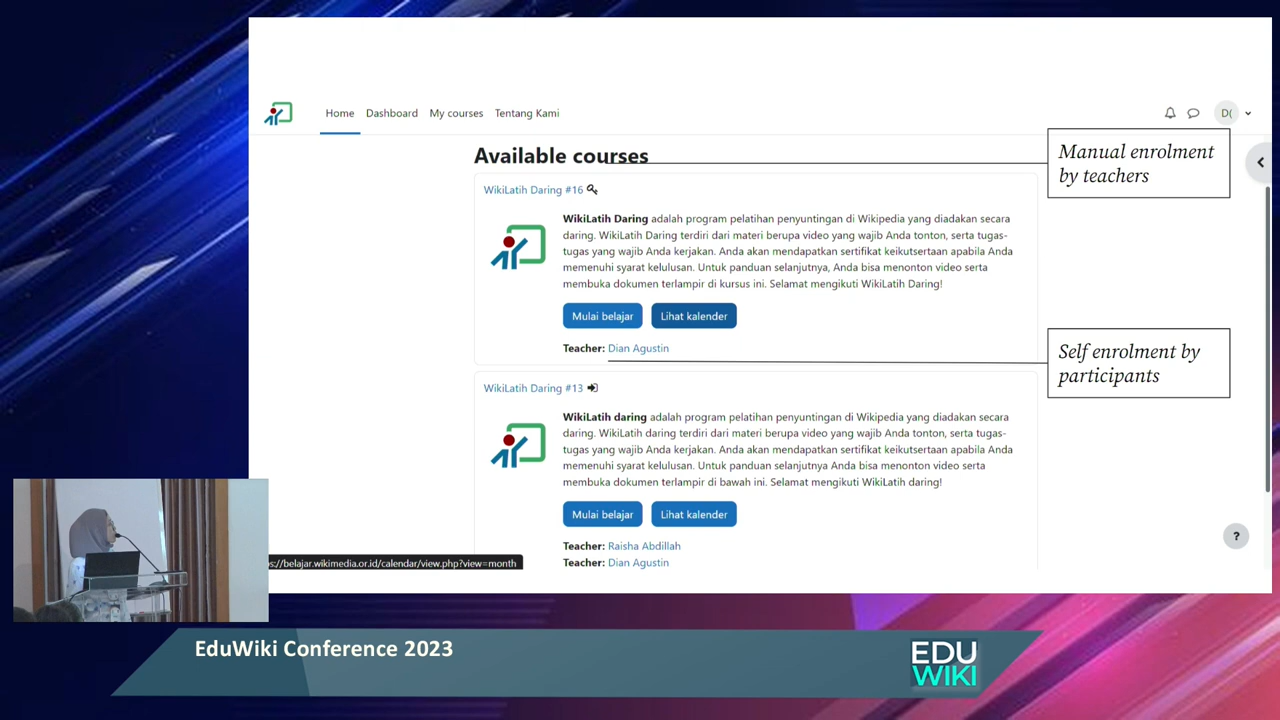 Home Dashboard My courses Tentang Kami
D(
Available courses
Manual enrolment
by teachers
WikiLatih Daring #16
WikiLatih Daring adalah program pelatihan penyuntingan di Wikipedia yang diadakan secara
daring. WikiLatih Daring terdiri dari materi berupa video yang wajib Anda tonton, serta tugas-
tugas yang wajib Anda kerjakan. Anda akan mendapatkan sertifikat keikutsertaan apabila Anda
memenuhi syarat kelulusan. Untuk panduan selanjutnya, Anda bisa menonton video serta
membuka dokumen terlampir di kursus ini. Selamat mengikuti WikiLatih Daring!
Mulai belajar Lihat kalender
Teacher: Dian Agustin
Self enrolment by
participants
WikiLatih Daring #13
WikiLatih daring adalah program pelatihan penyuntingan di Wikipedia yang diadakan secara
daring. WikiLatih daring terdiri dari materi berupa video yang wajib Anda tonton, serta tugas-
tugas yang wajib Anda kerjakan. Anda akan mendapatkan sertifikat keikutsertaan apabila Anda
memenuhi syarat kelulusan. Untuk panduan selanjutnya Anda bisa menonton video serta
membuka dokumen terlampir di bawah ini. Selamat mengikuti WikiLatih daring!
Mulai belajar Lihat kalender
?
Teacher: Raisha Abdillah
Teacher: Dian Agustin
s://belajar.wikimedia.or.id/calendar/view.php?view=month
EduWiki Conference 2023
EDU
WIKI